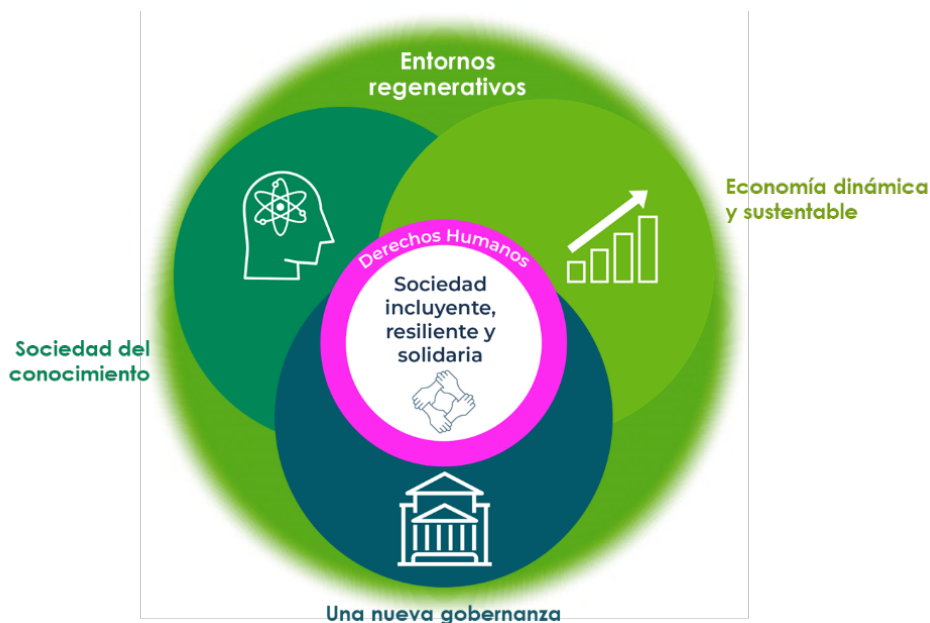 Entornos
regenerativos
Economía dinámica
y sustentable
Derechos Humanos
Sociedad
incluyente,
resiliente y
solidaria
Sociedad del
conocimiento
Una nueva gobernanza